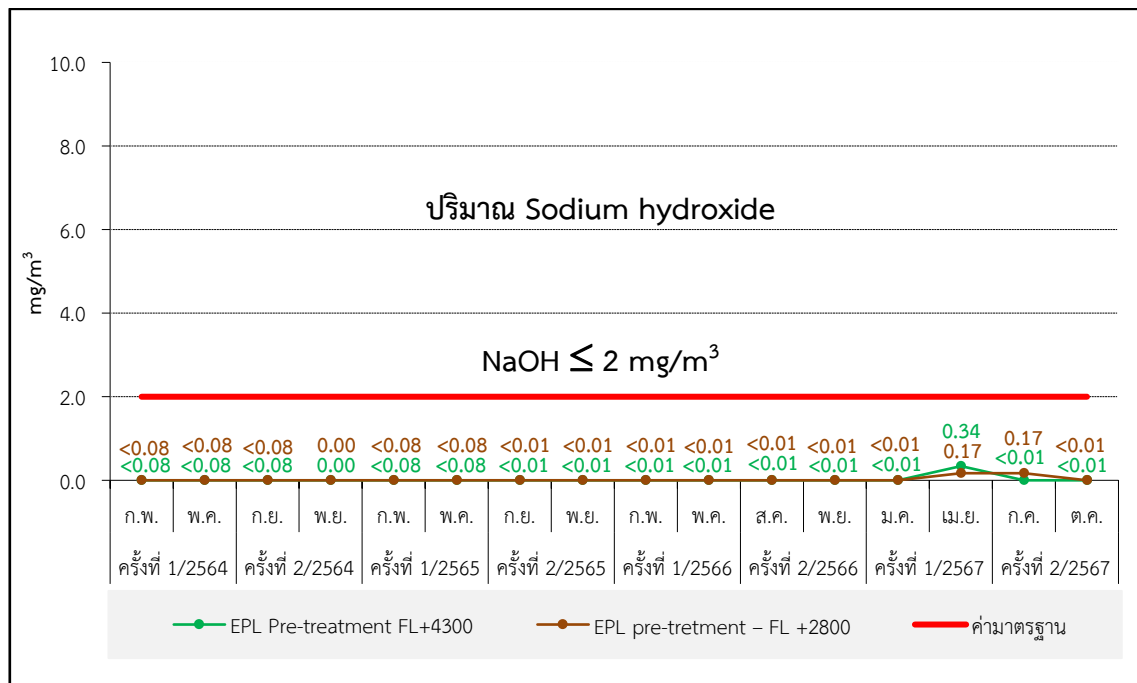 10.0
8.0
ปริมาณ Sodium hydroxide
6.0
mg/m³
4.0
NaOH ≤ 2 mg/m³
2.0
<0.08 <0.08 <0.08 0.00 <0.08 <0.08 <0.01 <0.01 <0.01 <0.01 <0.01 <0.01 <0.01 0.34 0.17 <0.01
<0.08 <0.08 <0.08 0.00 <0.08 <0.08 <0.01 <0.01 <0.01 <0.01 <0.01 <0.01 <0.01 0.17 <0.01 <0.01
0.0
ก.พ. พ.ค. ก.ย. พ.ย. ก.พ. พ.ค. ก.ย. พ.ย. ก.พ. พ.ค. ส.ค. พ.ย. ม.ค. เม.ย. ก.ค. ต.ค.
ครั้งที่ 1/2564 ครั้งที่ 2/2564 ครั้งที่ 1/2565 ครั้งที่ 2/2565 ครั้งที่ 1/2566 ครั้งที่ 2/2566 ครั้งที่ 1/2567 ครั้งที่ 2/2567
EPL Pre-treatment FL+4300 EPL pre-tretment – FL +2800 ค่ามาตรฐาน